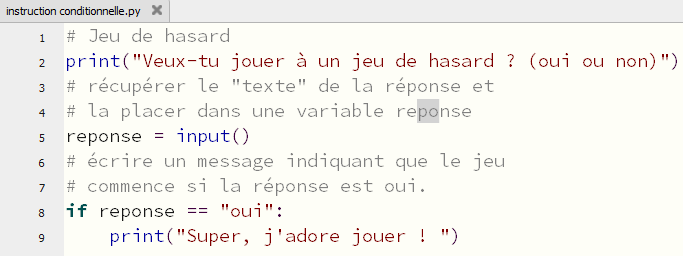 instruction conditionnelle.py
1 # Jeu de hasard
2 print("Veux-tu jouer à un jeu de hasard ? (oui ou non)")
3 # récupérer le "texte" de la réponse et
4 # la placer dans une variable reponse
5 reponse = input()
6 # écrire un message indiquant que le jeu
7 # commence si la réponse est oui.
8 if reponse == "oui":
9     print("Super, j'adore jouer ! ")